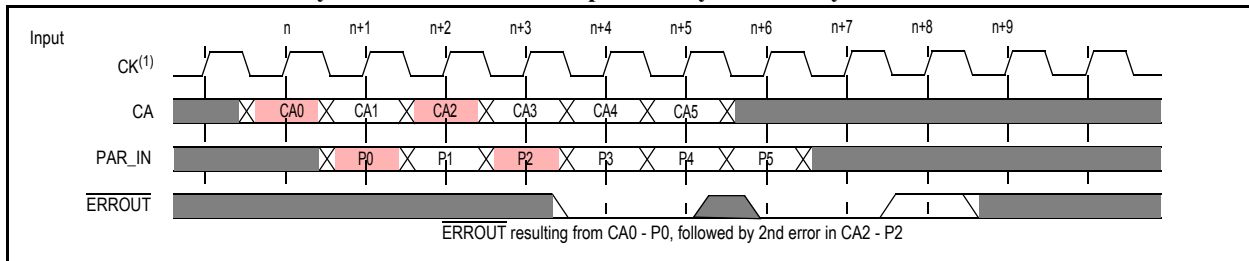 n n+1 n+2 n+3 n+4 n+5 n+6 n+7 n+8 n+9
Input
CK(1)
CA CA0 CA1 CA2 CA3 CA4 CA5
PAR_IN P0 P1 P2 P3 P4 P5
ERROUT
ERROUT resulting from CA0 - P0, followed by 2nd error in CA2 - P2